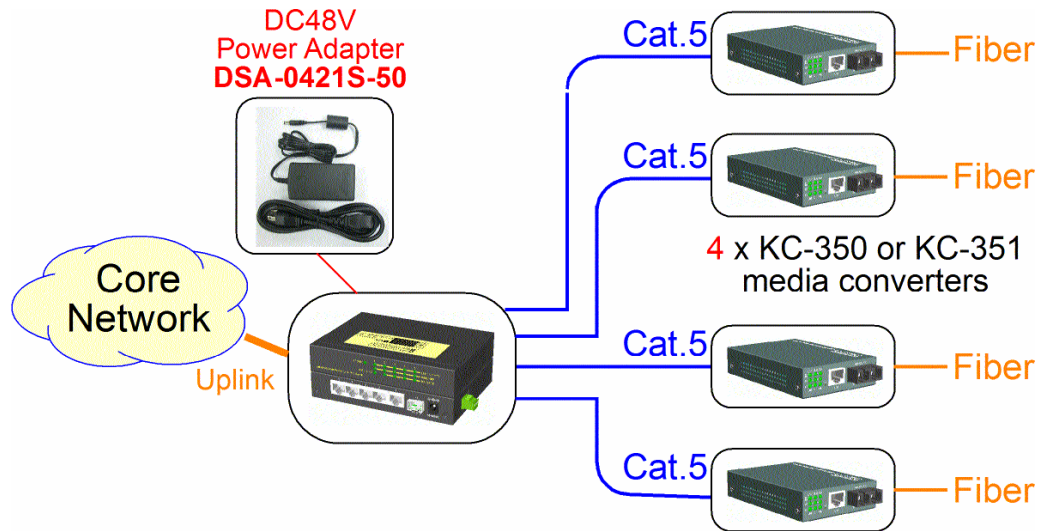 DC48V
Power Adapter
DSA-0421S-50
Cat.5
Fiber
Cat.5
Fiber
4 x KC-350 or KC-351
media converters
Core
Network
Uplink
Cat.5
Fiber
Cat.5
Fiber